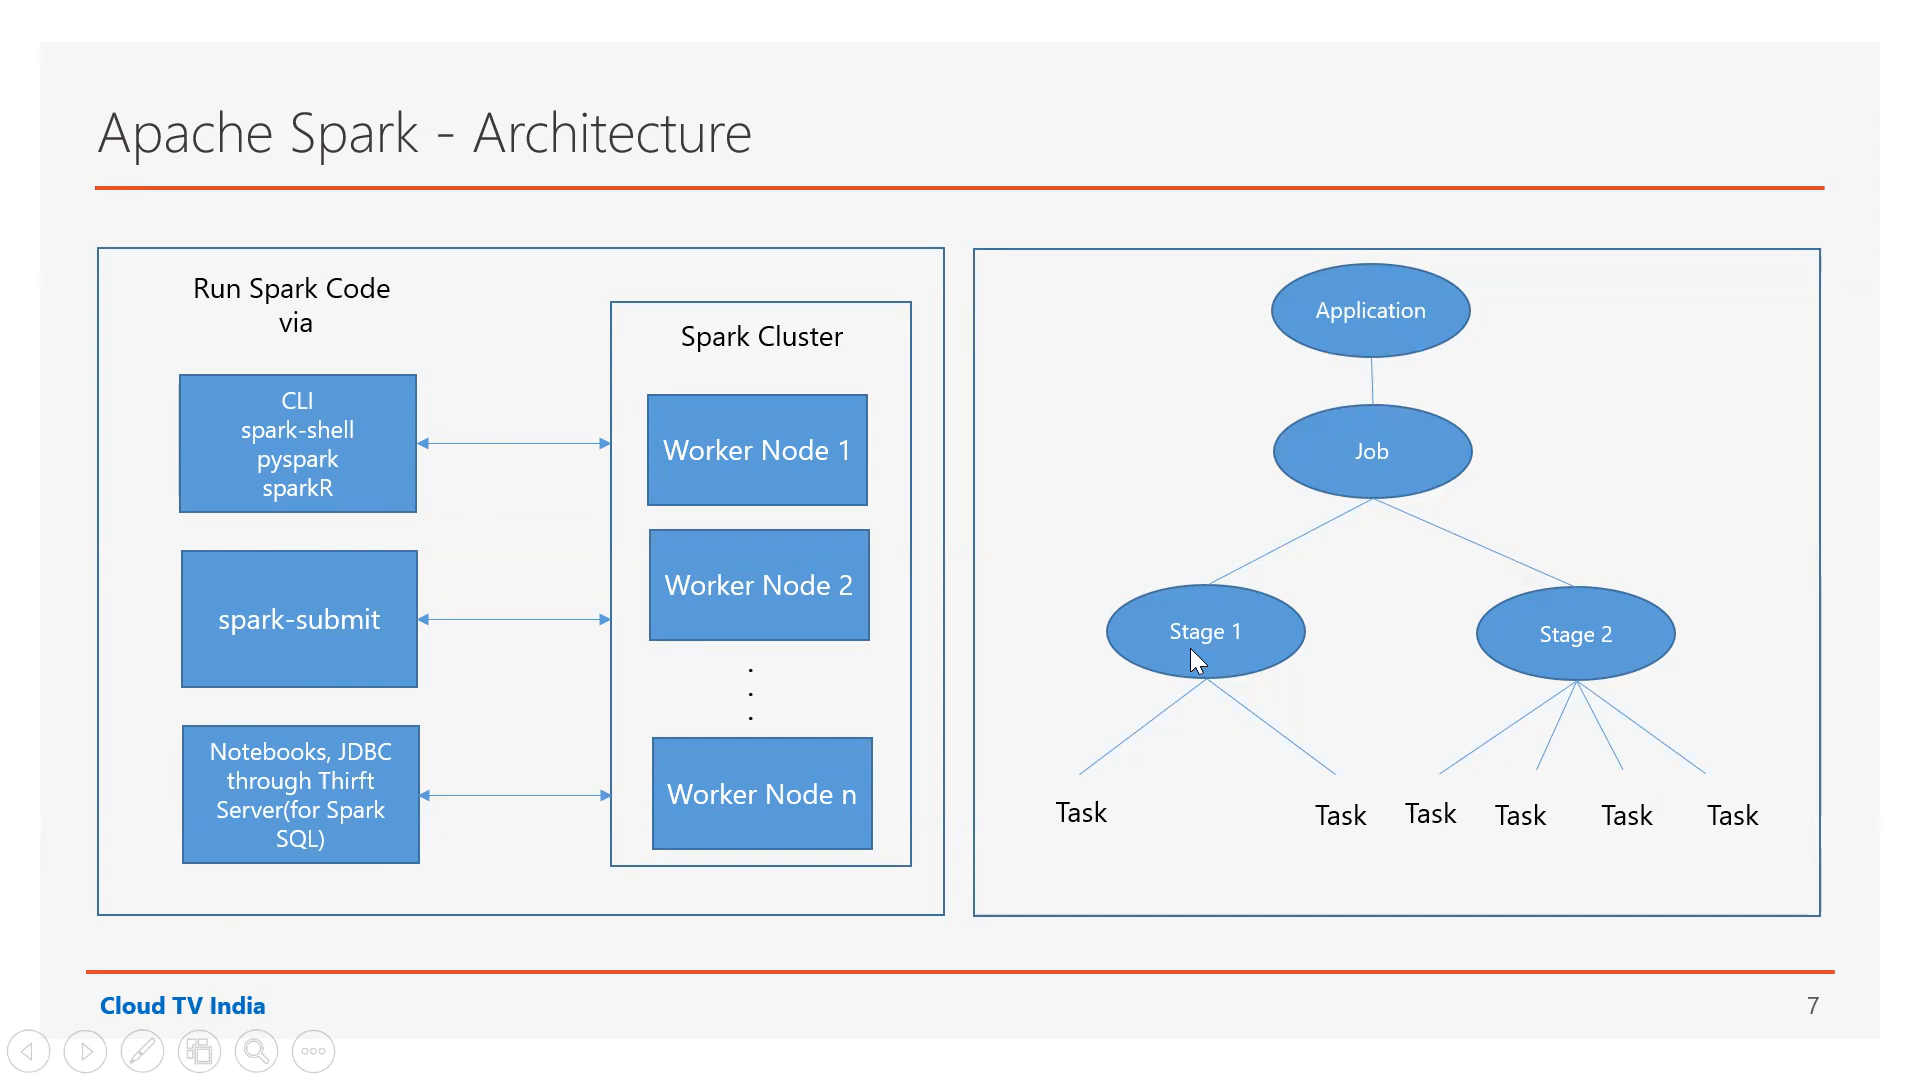 Apache Spark - Architecture
Run Spark Code
via
CLI
spark-shell
pyspark
sparkR
spark-submit
Notebooks, JDBC
through Thirft
Server(for Spark
SQL)
Spark Cluster
Worker Node 1
Worker Node 2
.
.
.
Worker Node n
Application
Job
Stage 1
Stage 2
Task
Task
Task
Task
Task
Task
Cloud TV India
7